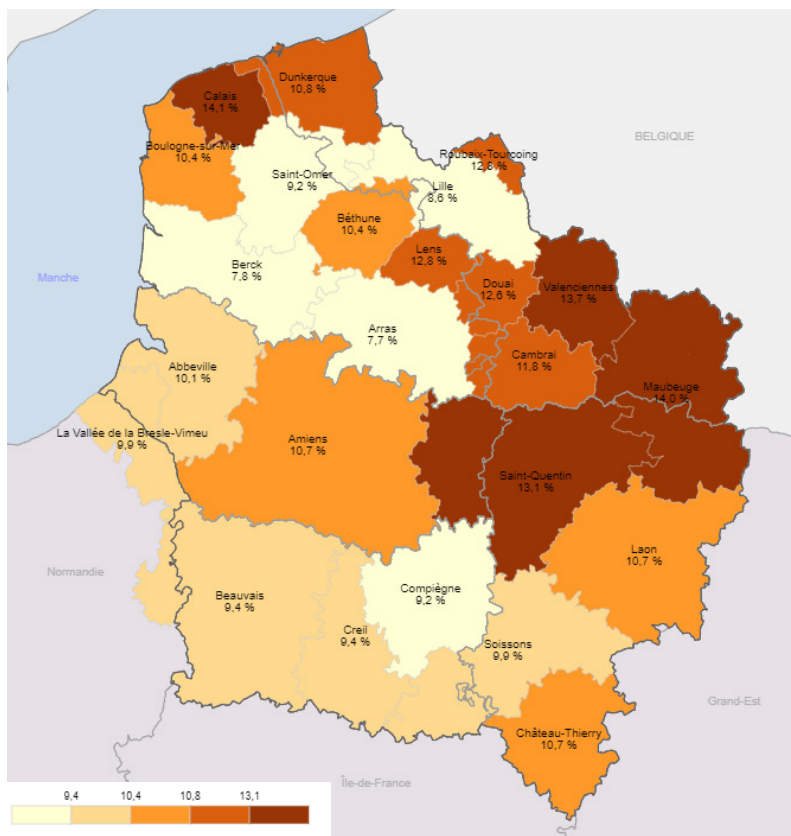 Dunkerque
10,8 %
Calais
14,1 %
BELGIQUE
Boulogne-sur-Mer
10,4 %
Roubaix-Tourcoing
12,8 %
Saint-Omer
9,2 %
Lille
8,6 %
Béthune
10,4 %
Lens
12,8 %
Berck
7,8 %
Manche
Douai
12,6 %
Valenciennes
13,7 %
Arras
7,7 %
Cambrai
11,8 %
Abbeville
10,1 %
Maubeuge
14,0 %
La Vallée de la Bresle-Vimeu
9,9 %
Amiens
10,7 %
Saint-Quentin
13,1 %
Laon
10,7 %
Normandie
Beauvais
9,4 %
Compiègne
9,2 %
Creil
9,4 %
Soissons
9,9 %
Grand-Est
Château-Thierry
10,7 %
Île-de-France
9,4 10,4 10,8 13,1